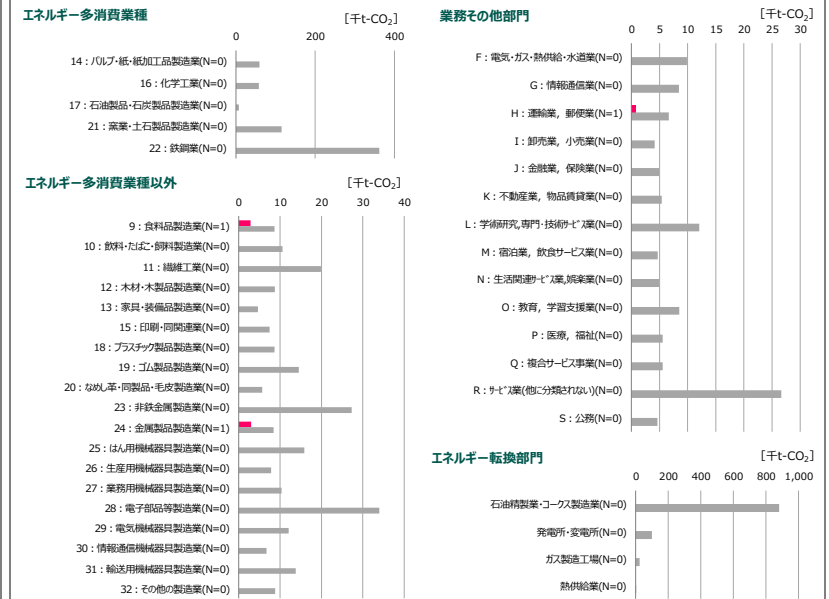 エネルギー多消費業種
[千t-CO₂]
0 200 400
14：パルプ・紙・紙加工品製造業(N=0)
16：化学工業(N=0)
17：石油製品・石炭製品製造業(N=0)
21：窯業・土石製品製造業(N=0)
22：鉄鋼業(N=0)
エネルギー多消費業種以外
[千t-CO₂]
0 10 20 30 40
9：食料品製造業(N=1)
10：飲料・たばこ・飼料製造業(N=0)
11：繊維工業(N=0)
12：木材・木製品製造業(N=0)
13：家具・装備品製造業(N=0)
15：印刷・同関連業(N=0)
18：プラスチック製品製造業(N=0)
19：ゴム製品製造業(N=0)
20：なめし革・同製品・毛皮製造業(N=0)
23：非鉄金属製造業(N=0)
24：金属製品製造業(N=1)
25：はん用機械器具製造業(N=0)
26：生産用機械器具製造業(N=0)
27：業務用機械器具製造業(N=0)
28：電子部品等製造業(N=0)
29：電気機械器具製造業(N=0)
30：情報通信機械器具製造業(N=0)
31：輸送用機械器具製造業(N=0)
32：その他の製造業(N=0)
業務その他部門
[千t-CO₂]
0 5 10 15 20 25 30
F：電気・ガス・熱供給・水道業(N=0)
G：情報通信業(N=0)
H：運輸業，郵便業(N=1)
I：卸売業，小売業(N=0)
J：金融業，保険業(N=0)
K：不動産業，物品賃貸業(N=0)
L：学術研究,専門・技術ｻｰﾋﾞｽ業(N=0)
M：宿泊業，飲食サービス業(N=0)
N：生活関連ｻｰﾋﾞｽ業,娯楽業(N=0)
O：教育，学習支援業(N=0)
P：医療，福祉(N=0)
Q：複合サービス事業(N=0)
R：ｻｰﾋﾞｽ業(他に分類されない)(N=0)
S：公務(N=0)
エネルギー転換部門
[千t-CO₂]
0 200 400 600 800 1,000
石油精製業・コークス製造業(N=0)
発電所・変電所(N=0)
ガス製造工場(N=0)
熱供給業(N=0)